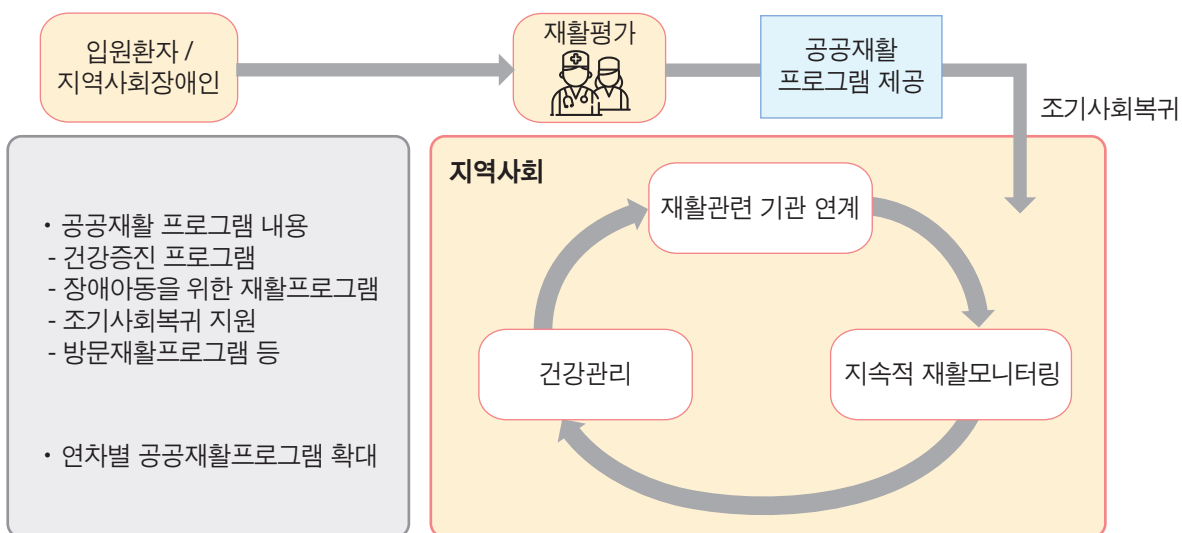 입원환자 /
지역사회장애인
재활평가
공공재활
프로그램 제공
조기사회복귀
・공공재활 프로그램 내용
- 건강증진 프로그램
- 장애아동을 위한 재활프로그램
- 조기사회복귀 지원
- 방문재활프로그램 등
・연차별 공공재활프로그램 확대
지역사회
재활관련 기관 연계
건강관리
지속적 재활모니터링